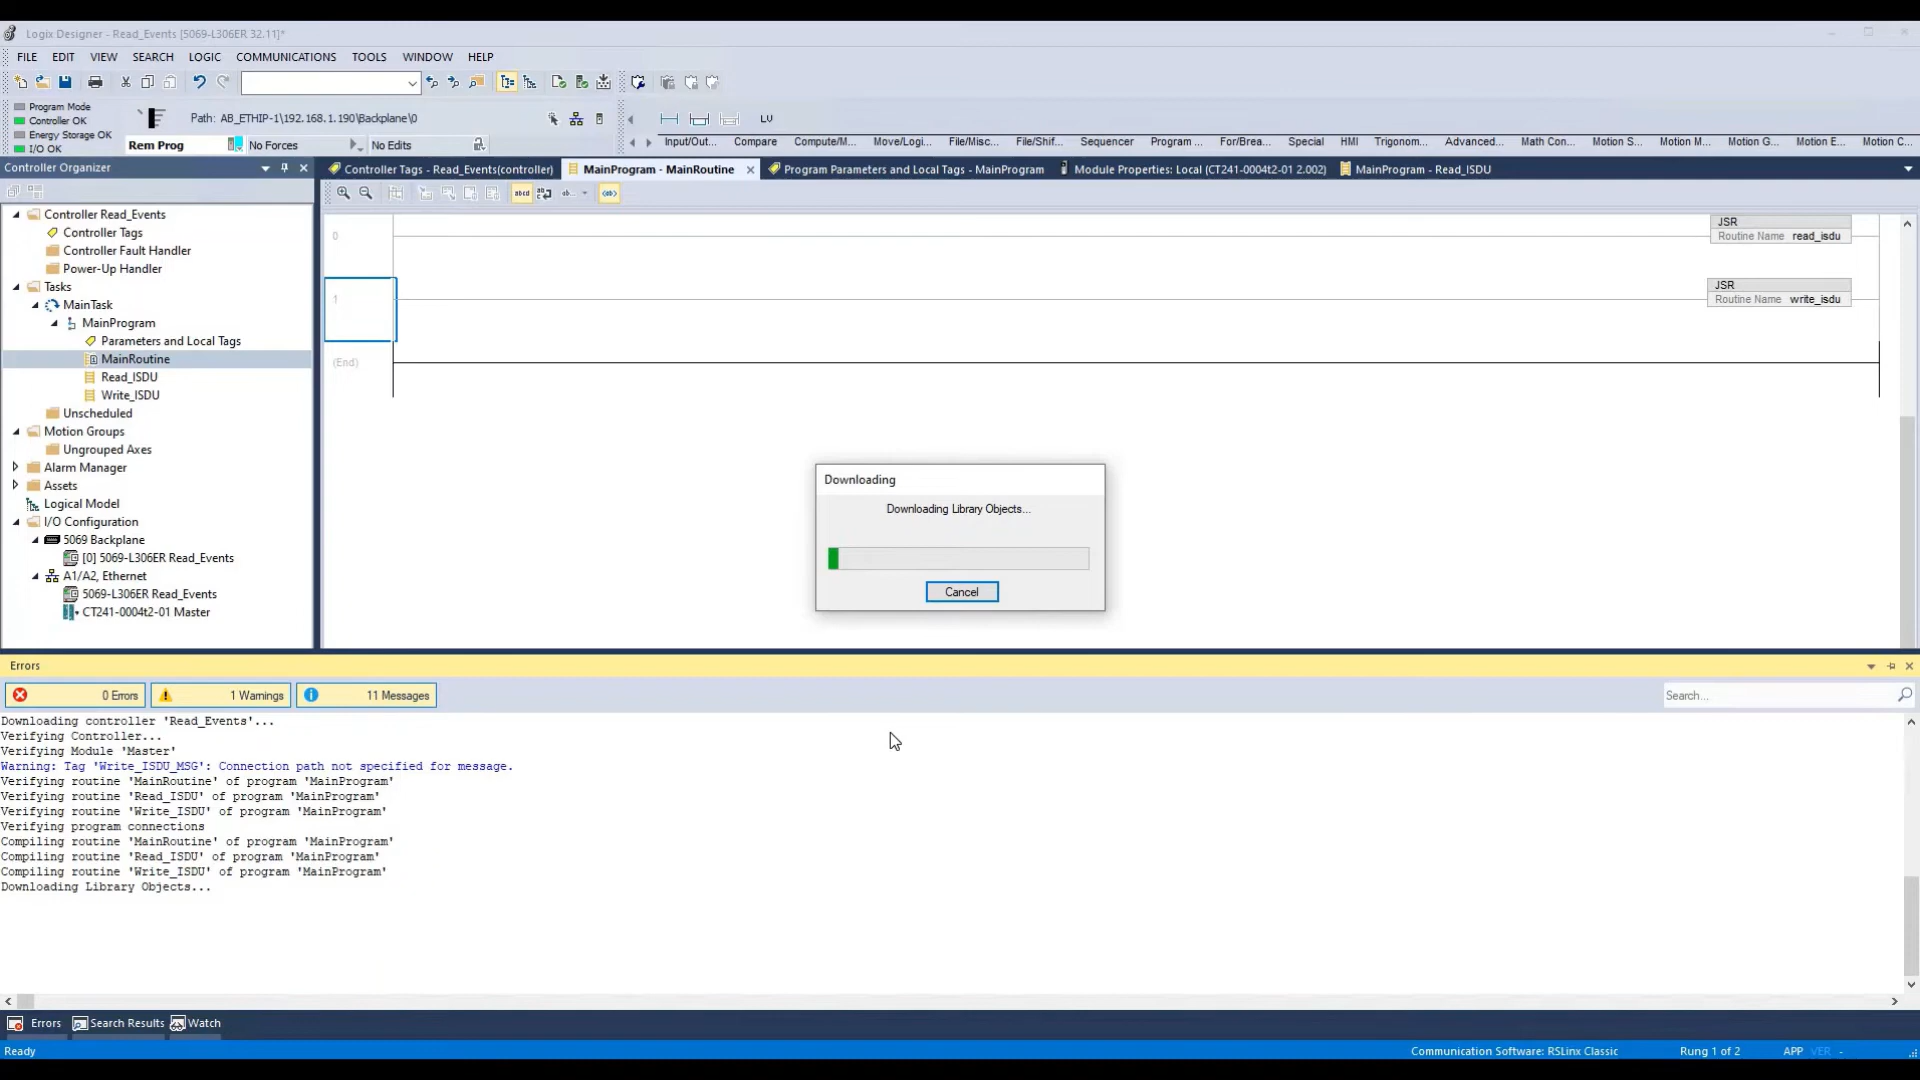 Logix Designer - Read_Events [5069-L306ER 32.11]*
FILE EDIT VIEW SEARCH LOGIC COMMUNICATIONS TOOLS WINDOW HELP
Program Mode
Controller OK
Energy Storage OK
I/O OK
Path: AB_ETHIP-1\192.168.1.190\Backplane\0
Rem Prog No Forces No Edits
LV
Input/Out... Compare Compute/M... Move/Logi... File/Misc... File/Shif... Sequencer Program ... For/Brea... Special HMI Trigonom... Advanced... Math Con... Motion S... Motion M... Motion G... Motion E... Motion C...
Controller Organizer
Controller Tags - Read_Events(controller) MainProgram - MainRoutine Program Parameters and Local Tags - MainProgram Module Properties: Local (CT241-0004t2-01 2.002) MainProgram - Read_ISDU
Controller Read_Events
Controller Tags
Controller Fault Handler
Power-Up Handler
Tasks
MainTask
MainProgram
Parameters and Local Tags
MainRoutine
Read_ISDU
Write_ISDU
Unscheduled
Motion Groups
Ungrouped Axes
Alarm Manager
Assets
Logical Model
I/O Configuration
5069 Backplane
[0] 5069-L306ER Read_Events
A1/A2, Ethernet
5069-L306ER Read_Events
CT241-0004t2-01 Master
0
JSR
Routine Name read_isdu
1
JSR
Routine Name write_isdu
(End)
Downloading
Downloading Library Objects...
Cancel
Errors
0 Errors 1 Warnings 11 Messages
Search...
Downloading controller 'Read_Events'...
Verifying Controller...
Verifying Module 'Master'
Warning: Tag 'Write_ISDU_MSG': Connection path not specified for message.
Verifying routine 'MainRoutine' of program 'MainProgram'
Verifying routine 'Read_ISDU' of program 'MainProgram'
Verifying routine 'Write_ISDU' of program 'MainProgram'
Verifying program connections
Compiling routine 'MainRoutine' of program 'MainProgram'
Compiling routine 'Read_ISDU' of program 'MainProgram'
Compiling routine 'Write_ISDU' of program 'MainProgram'
Downloading Library Objects...
Errors Search Results Watch
Ready
Communication Software: RSLinx Classic Rung 1 of 2 APP VER -